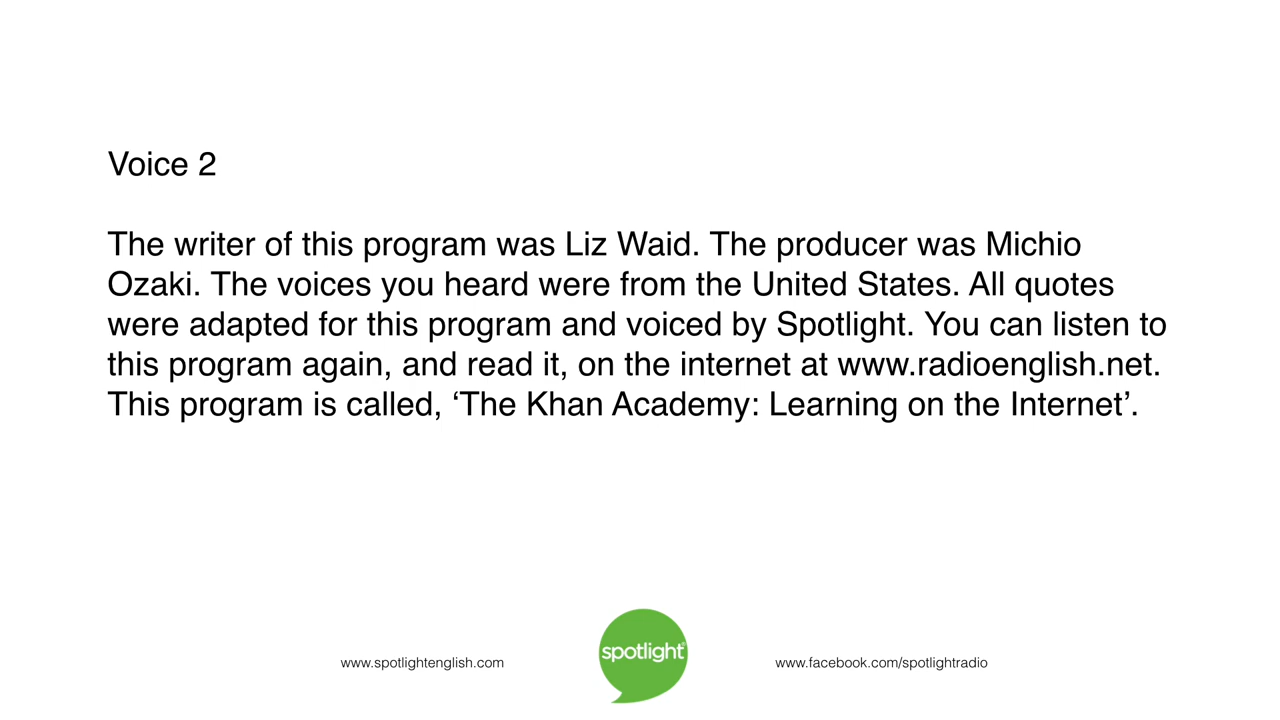 Voice 2
The writer of this program was Liz Waid. The producer was Michio
Ozaki. The voices you heard were from the United States. All quotes
were adapted for this program and voiced by Spotlight. You can listen to
this program again, and read it, on the internet at www.radioenglish.net.
This program is called, ‘The Khan Academy: Learning on the Internet’.
www.spotlightenglish.com
spotlight®
www.facebook.com/spotlightradio